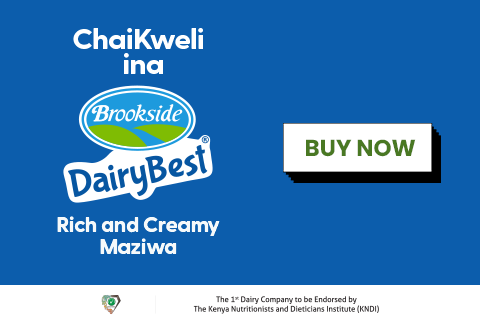 ChaiKweli
ina
Brookside
DairyBest®
Rich and Creamy
Maziwa
BUY NOW
The 1st Dairy Company to be Endorsed by
The Kenya Nutritionists and Dieticians Institute (KNDI)